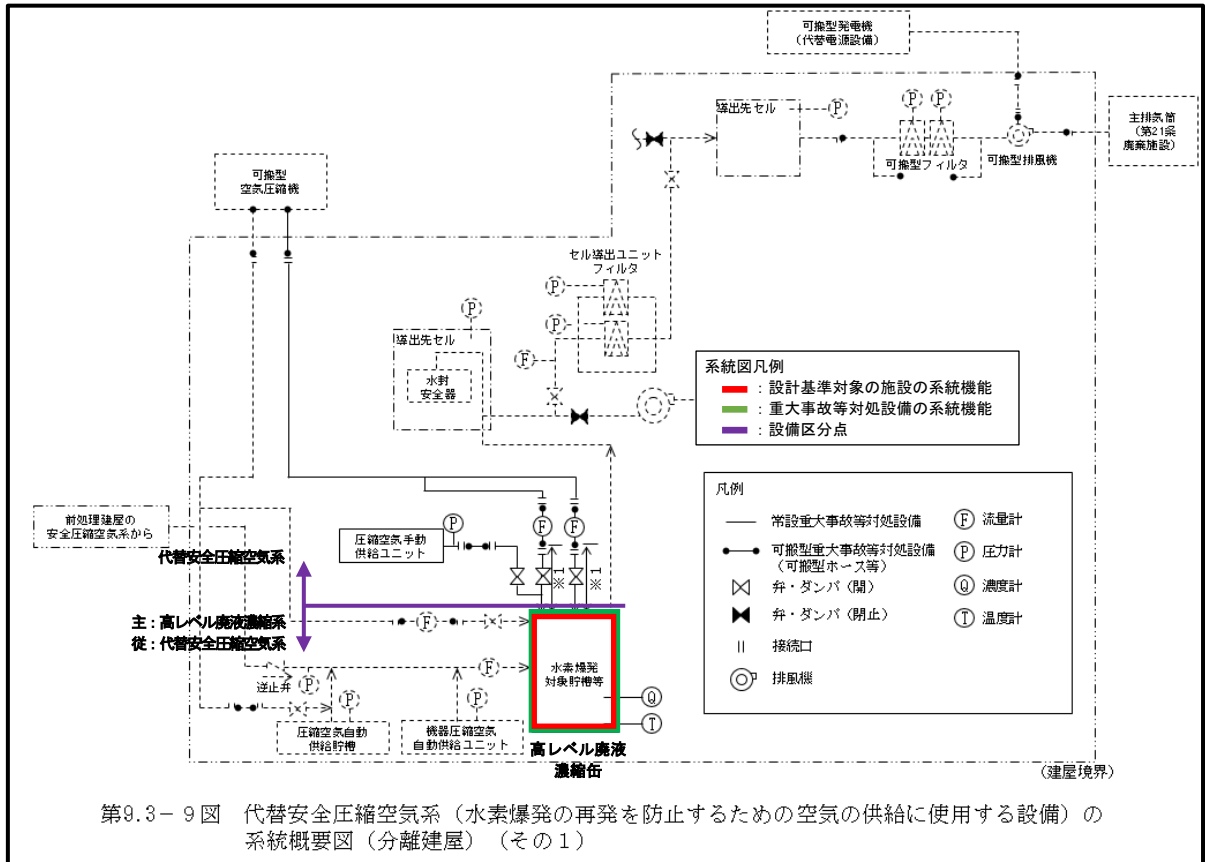 可搬型発電機
（代替電源設備）
導出先セル
P
P
P
可搬型フィルタ
可搬型排風機
主排気筒
（第21条
廃棄施設）
可搬型
空気圧縮機
セル導出ユニット
フィルタ
P
P
P
F
導出先セル
水封
安全器
系統図凡例
：設計基準対象の施設の系統機能
：重大事故等対処設備の系統機能
：設備区分点
前処理建屋の
安全圧縮空気系から
圧縮空気手動
供給ユニット
P
F
F
※1
※1
代替安全圧縮空気系
主：高レベル廃液濃縮系
従：代替安全圧縮空気系
F
F
逆止弁
P
P
P
圧縮空気自動
供給貯槽
機器圧縮空気
自動供給ユニット
水素爆発
対象貯槽等
Q
T
高レベル廃液
濃縮缶
凡例
常設重大事故等対処設備
可搬型重大事故等対処設備
（可搬型ホース等）
弁・ダンパ（開）
弁・ダンパ（閉止）
接続口
排風機
F 流量計
P 圧力計
Q 濃度計
T 温度計
（建屋境界）
第9.3－9図 代替安全圧縮空気系（水素爆発の再発を防止するための空気の供給に使用する設備）の
系統概要図（分離建屋）（その1）